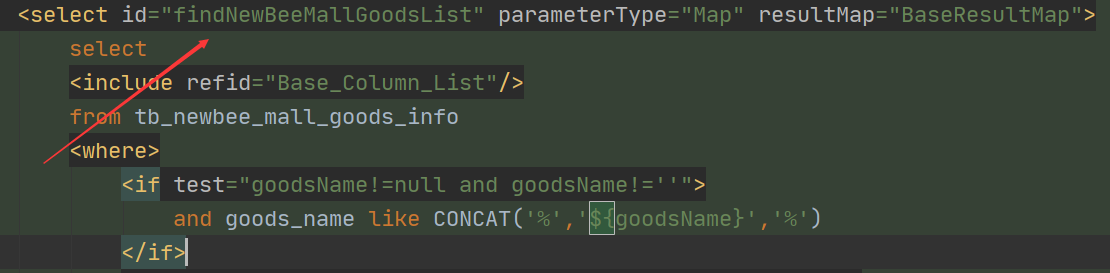 <select id="findNewBeeMallGoodsList" parameterType="Map" resultMap="BaseResultMap">
select
<include refid="Base_Column_List"/>
from tb_newbee_mall_goods_info
<where>
<if test="goodsName!=null and goodsName!=''">
and goods_name like CONCAT('%','${goodsName}','%')
</if>